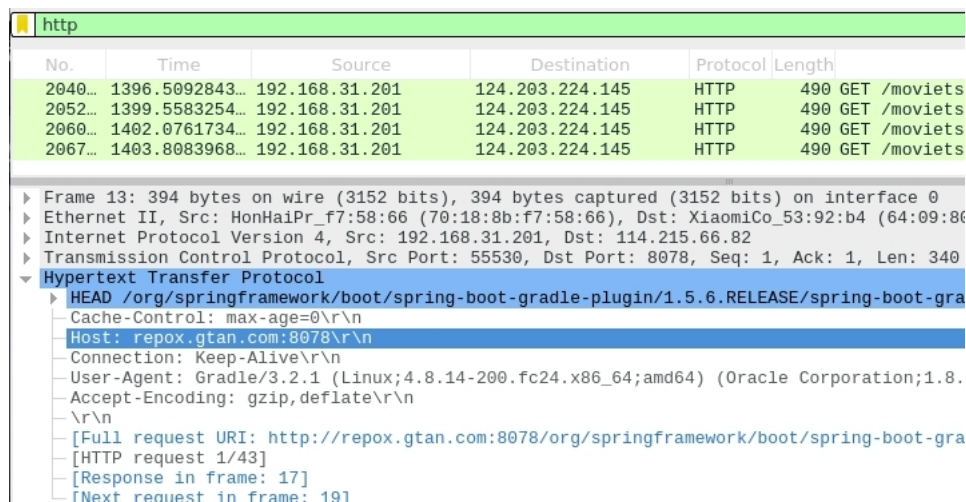 http
No. Time Source Destination Protocol Length
2040… 1396.5092843… 192.168.31.201 124.203.224.145 HTTP 490 GET /moviets
2052… 1399.5583254… 192.168.31.201 124.203.224.145 HTTP 490 GET /moviets
2060… 1402.0761734… 192.168.31.201 124.203.224.145 HTTP 490 GET /moviets
2067… 1403.8083968… 192.168.31.201 124.203.224.145 HTTP 490 GET /moviets
Frame 13: 394 bytes on wire (3152 bits), 394 bytes captured (3152 bits) on interface 0
Ethernet II, Src: HonHaiPr_f7:58:66 (70:18:8b:f7:58:66), Dst: XiaomiCo_53:92:b4 (64:09:80
Internet Protocol Version 4, Src: 192.168.31.201, Dst: 114.215.66.82
Transmission Control Protocol, Src Port: 55530, Dst Port: 8078, Seq: 1, Ack: 1, Len: 340
Hypertext Transfer Protocol
HEAD /org/springframework/boot/spring-boot-gradle-plugin/1.5.6.RELEASE/spring-boot-gra
Cache-Control: max-age=0\r\n
Host: repox.gtan.com:8078\r\n
Connection: Keep-Alive\r\n
User-Agent: Gradle/3.2.1 (Linux;4.8.14-200.fc24.x86_64;amd64) (Oracle Corporation;1.8.
Accept-Encoding: gzip,deflate\r\n
\r\n
[Full request URI: http://repox.gtan.com:8078/org/springframework/boot/spring-boot-gra
[HTTP request 1/43]
[Response in frame: 17]
[Next request in frame: 19]